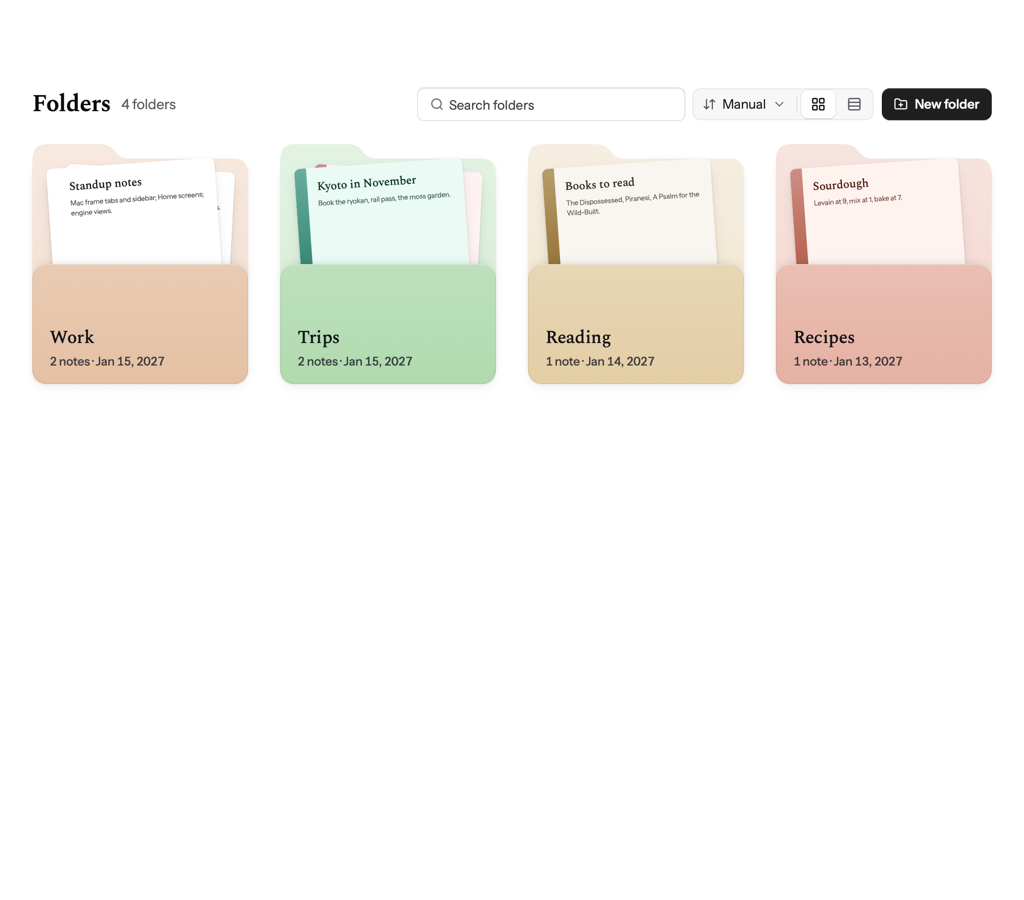 Folders
4 folders
Search folders
Manual
New folder
Standup notes
Mac frame tabs and sidebar; Home screens;
engine views.
Work
2 notes · Jan 15, 2027
Kyoto in November
Book the ryokan, rail pass, the moss garden.
Trips
2 notes · Jan 15, 2027
Books to read
The Dispossessed, Piranesi, A Psalm for the
Wild-Built.
Reading
1 note · Jan 14, 2027
Sourdough
Levain at 9, mix at 1, bake at 7.
Recipes
1 note · Jan 13, 2027